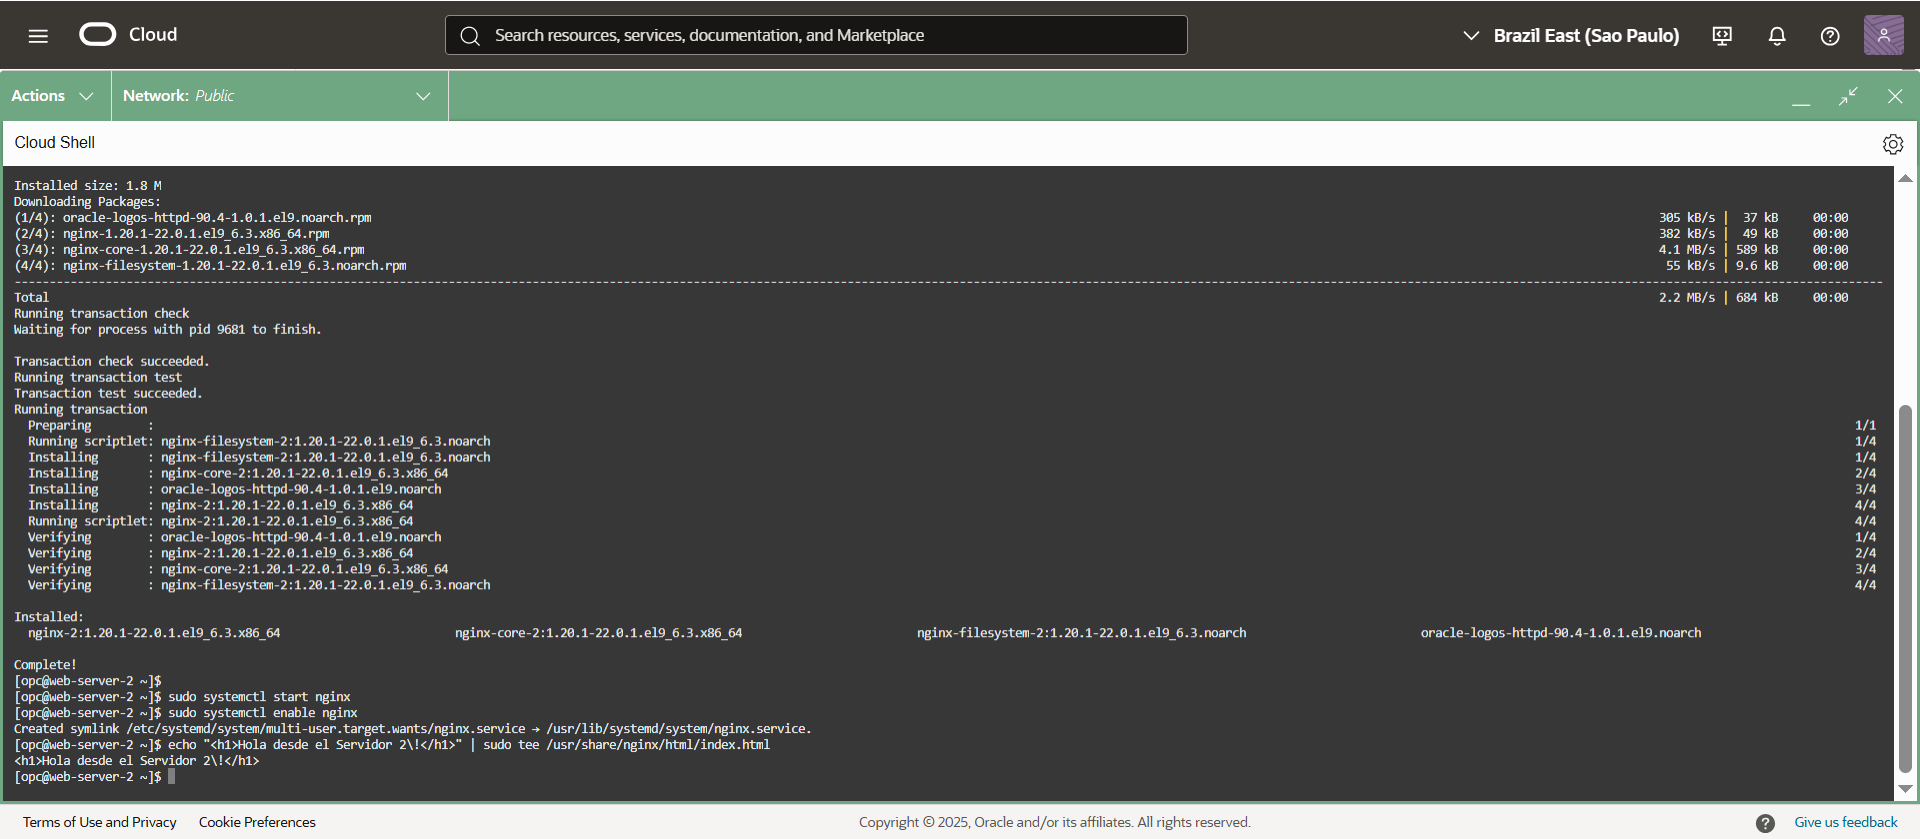 Cloud
Search resources, services, documentation, and Marketplace
Brazil East (Sao Paulo)
Actions
Network: Public
Cloud Shell
Installed size: 1.8 M
Downloading Packages:
(1/4): oracle-logos-httpd-90.4-1.0.1.el9.noarch.rpm 305 kB/s | 37 kB 00:00
(2/4): nginx-1.20.1-22.0.1.el9_6.3.x86_64.rpm 382 kB/s | 49 kB 00:00
(3/4): nginx-core-1.20.1-22.0.1.el9_6.3.x86_64.rpm 4.1 MB/s | 589 kB 00:00
(4/4): nginx-filesystem-1.20.1-22.0.1.el9_6.3.noarch.rpm 55 kB/s | 9.6 kB 00:00
Total 2.2 MB/s | 684 kB 00:00
Running transaction check
Waiting for process with pid 9681 to finish.
Transaction check succeeded.
Running transaction test
Transaction test succeeded.
Running transaction
Preparing : 1/1
Running scriptlet: nginx-filesystem-2:1.20.1-22.0.1.el9_6.3.noarch 1/4
Installing : nginx-filesystem-2:1.20.1-22.0.1.el9_6.3.noarch 1/4
Installing : nginx-core-2:1.20.1-22.0.1.el9_6.3.x86_64 2/4
Installing : oracle-logos-httpd-90.4-1.0.1.el9.noarch 3/4
Installing : nginx-2:1.20.1-22.0.1.el9_6.3.x86_64 4/4
Running scriptlet: nginx-2:1.20.1-22.0.1.el9_6.3.x86_64 4/4
Verifying : oracle-logos-httpd-90.4-1.0.1.el9.noarch 1/4
Verifying : nginx-2:1.20.1-22.0.1.el9_6.3.x86_64 2/4
Verifying : nginx-core-2:1.20.1-22.0.1.el9_6.3.x86_64 3/4
Verifying : nginx-filesystem-2:1.20.1-22.0.1.el9_6.3.noarch 4/4
Installed:
nginx-2:1.20.1-22.0.1.el9_6.3.x86_64 nginx-core-2:1.20.1-22.0.1.el9_6.3.x86_64 nginx-filesystem-2:1.20.1-22.0.1.el9_6.3.noarch oracle-logos-httpd-90.4-1.0.1.el9.noarch
Complete!
[opc@web-server-2 ~]$
[opc@web-server-2 ~]$ sudo systemctl start nginx
[opc@web-server-2 ~]$ sudo systemctl enable nginx
Created symlink /etc/systemd/system/multi-user.target.wants/nginx.service → /usr/lib/systemd/system/nginx.service.
[opc@web-server-2 ~]$ echo "<h1>Hola desde el Servidor 2\!</h1>" | sudo tee /usr/share/nginx/html/index.html
<h1>Hola desde el Servidor 2\!</h1>
[opc@web-server-2 ~]$
Terms of Use and Privacy
Cookie Preferences
Copyright © 2025, Oracle and/or its affiliates. All rights reserved.
Give us feedback